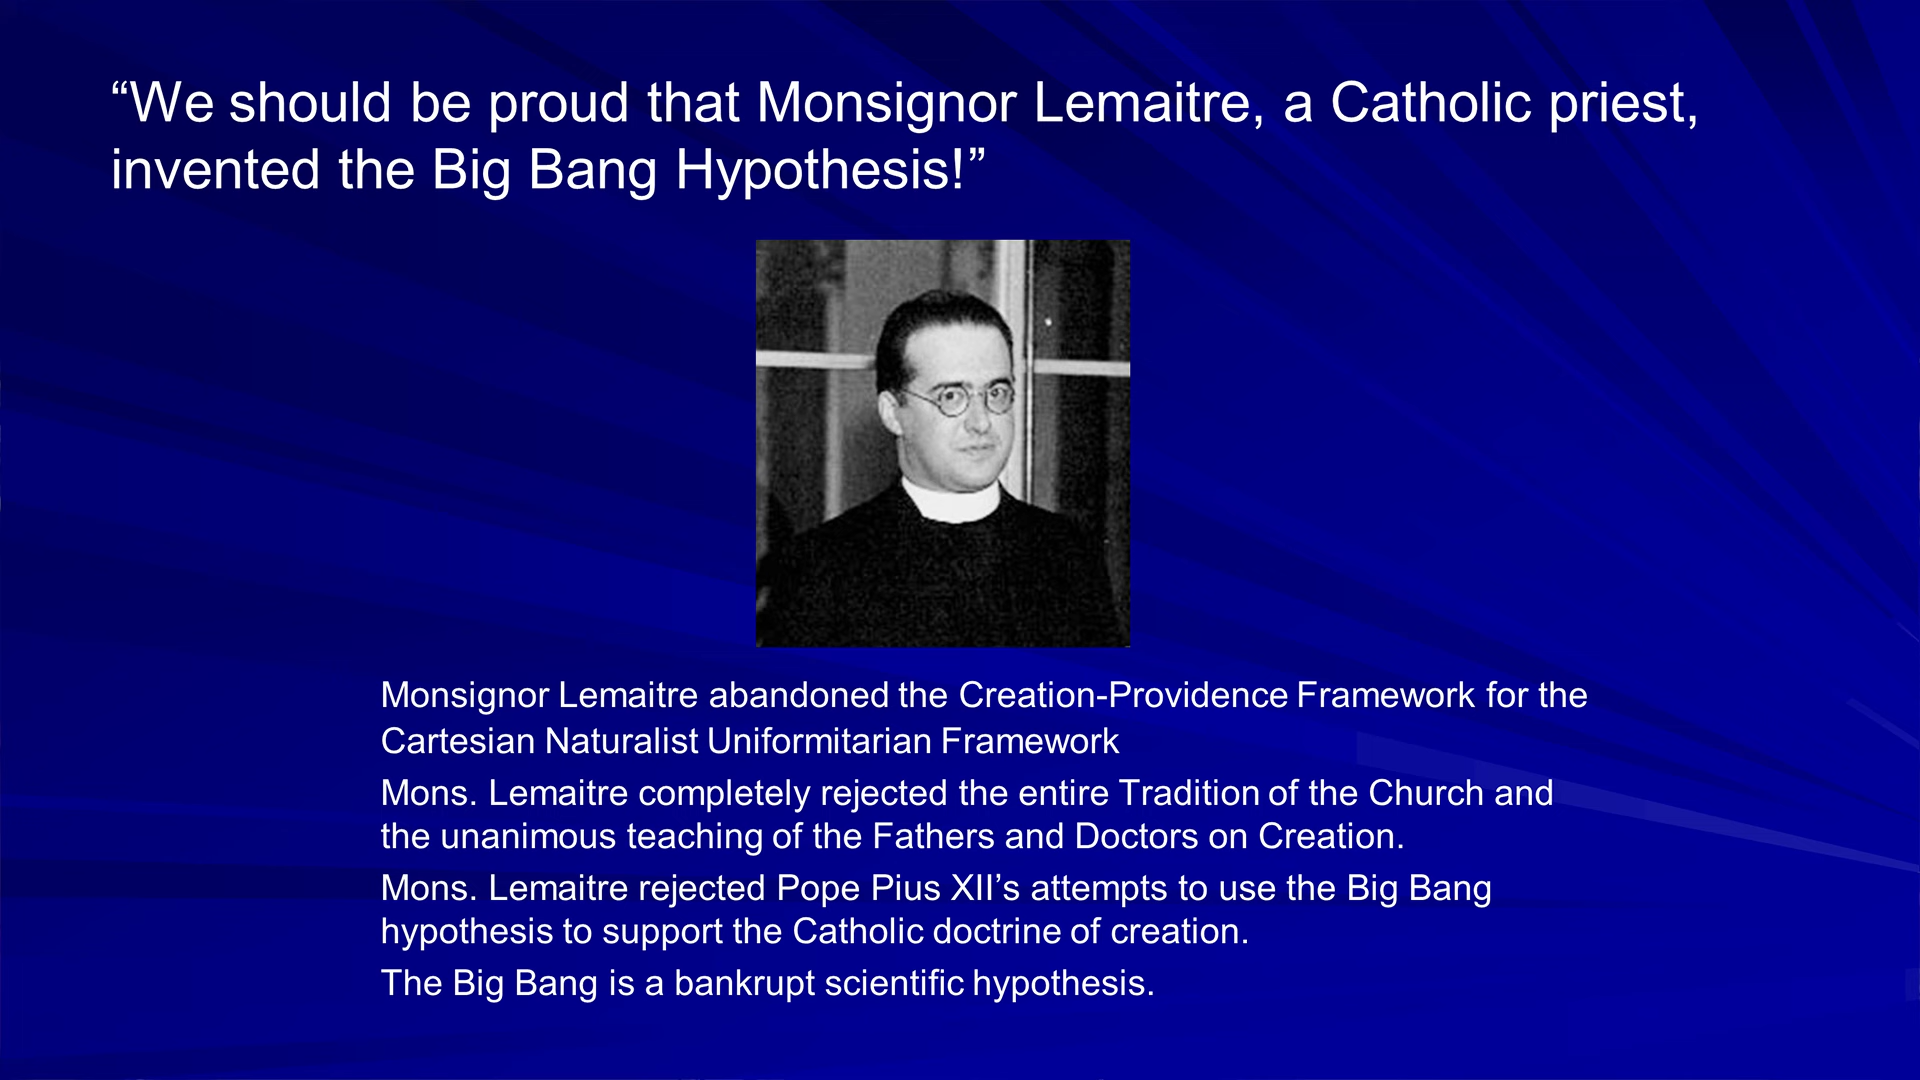 “We should be proud that Monsignor Lemaitre, a Catholic priest,
invented the Big Bang Hypothesis!”
Monsignor Lemaitre abandoned the Creation-Providence Framework for the
Cartesian Naturalist Uniformitarian Framework
Mons. Lemaitre completely rejected the entire Tradition of the Church and
the unanimous teaching of the Fathers and Doctors on Creation.
Mons. Lemaitre rejected Pope Pius XII’s attempts to use the Big Bang
hypothesis to support the Catholic doctrine of creation.
The Big Bang is a bankrupt scientific hypothesis.